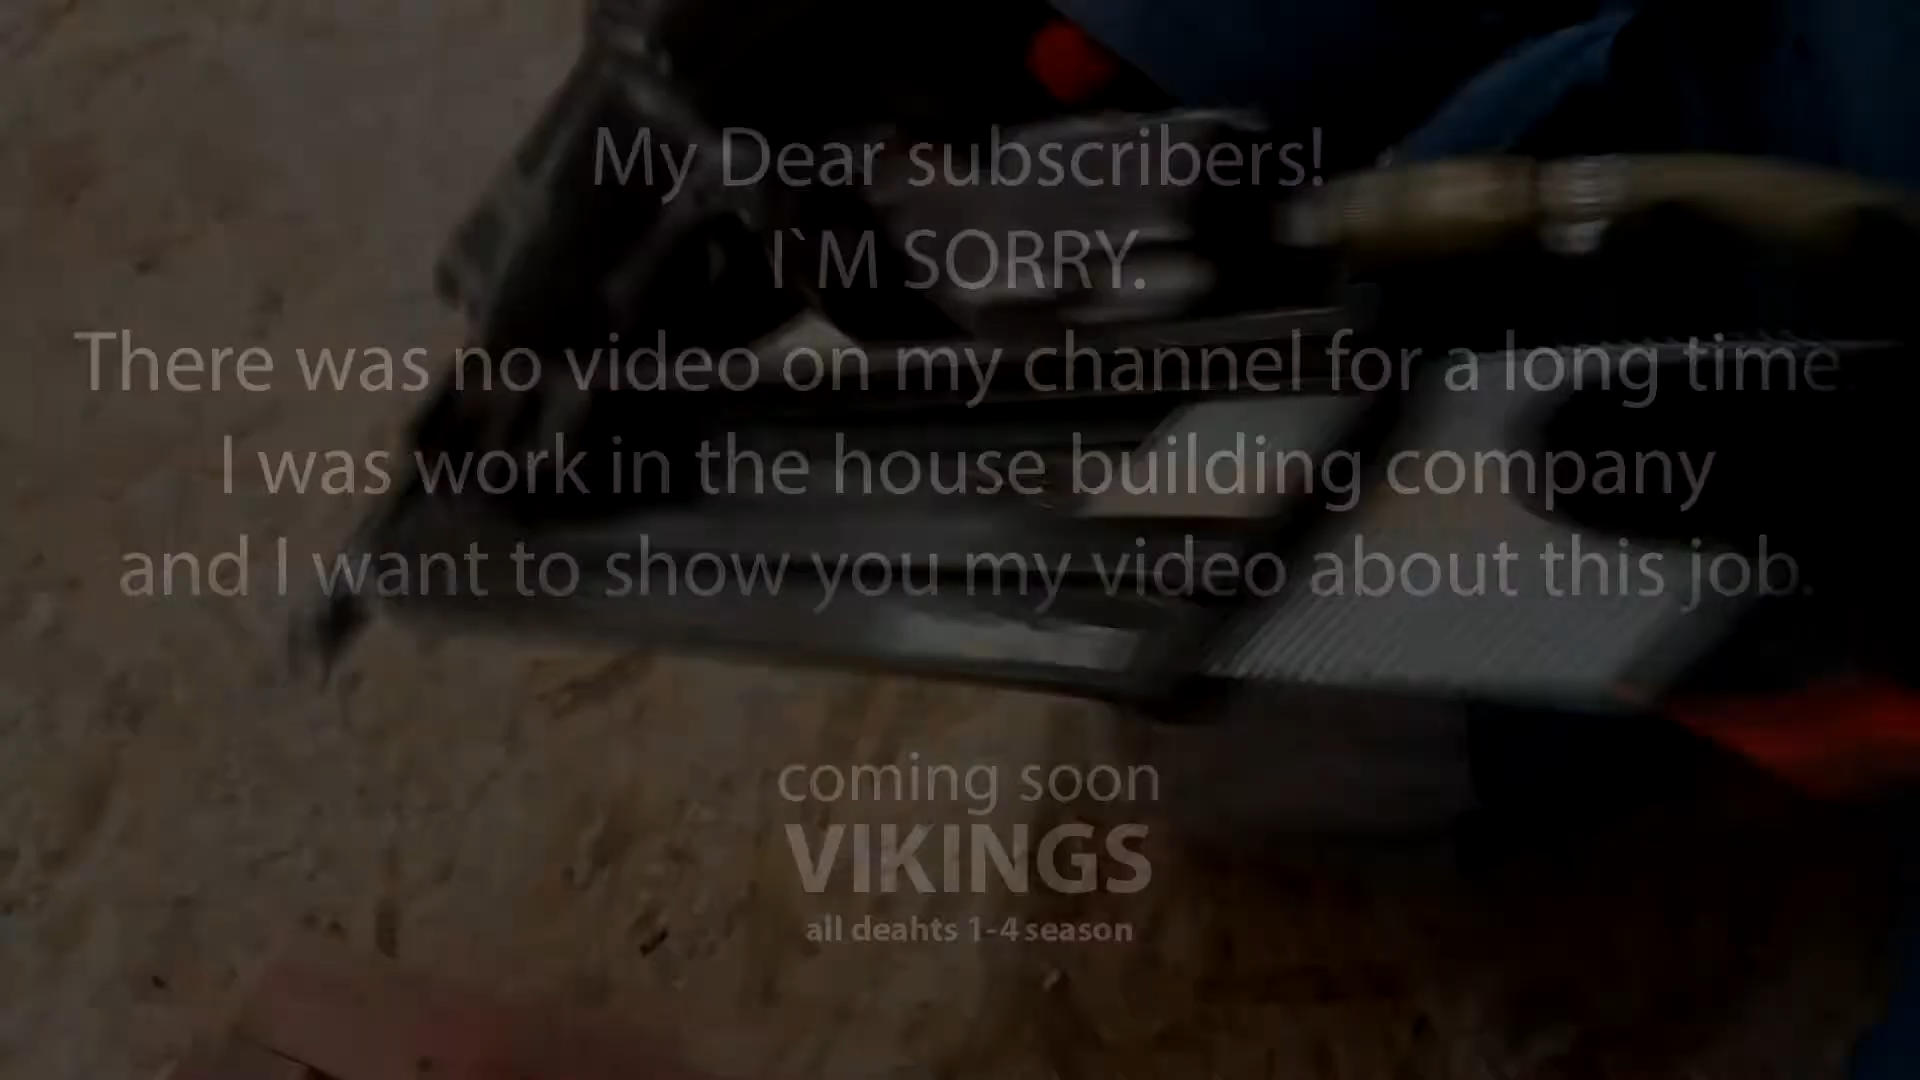 My Dear subscribers!
I`M SORRY.
There was no video on my channel for a long time
I was work in the house building company
and I want to show you my video about this job.
coming soon
VIKINGS
all deahts 1-4 season